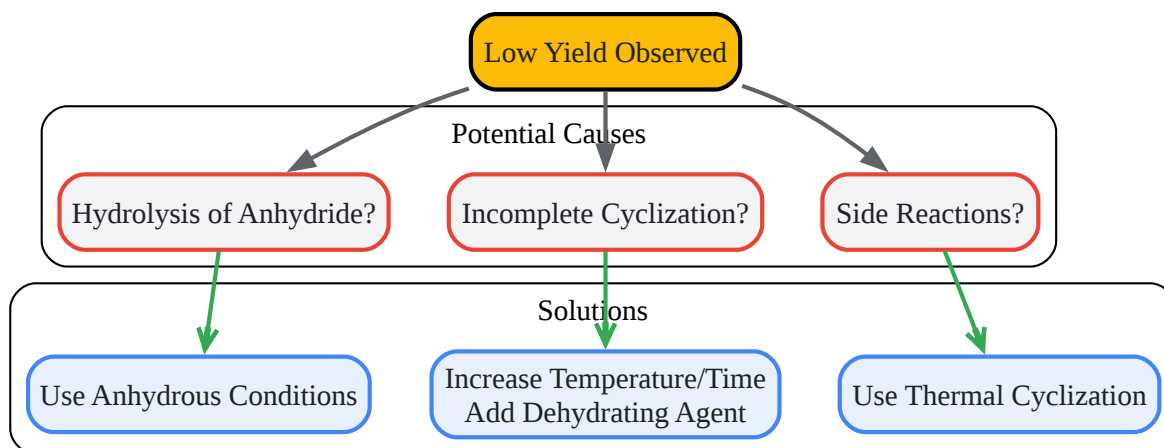 Low Yield Observed
Potential Causes
Hydrolysis of Anhydride?
Incomplete Cyclization?
Side Reactions?
Solutions
Use Anhydrous Conditions
Increase Temperature/Time
Add Dehydrating Agent
Use Thermal Cyclization